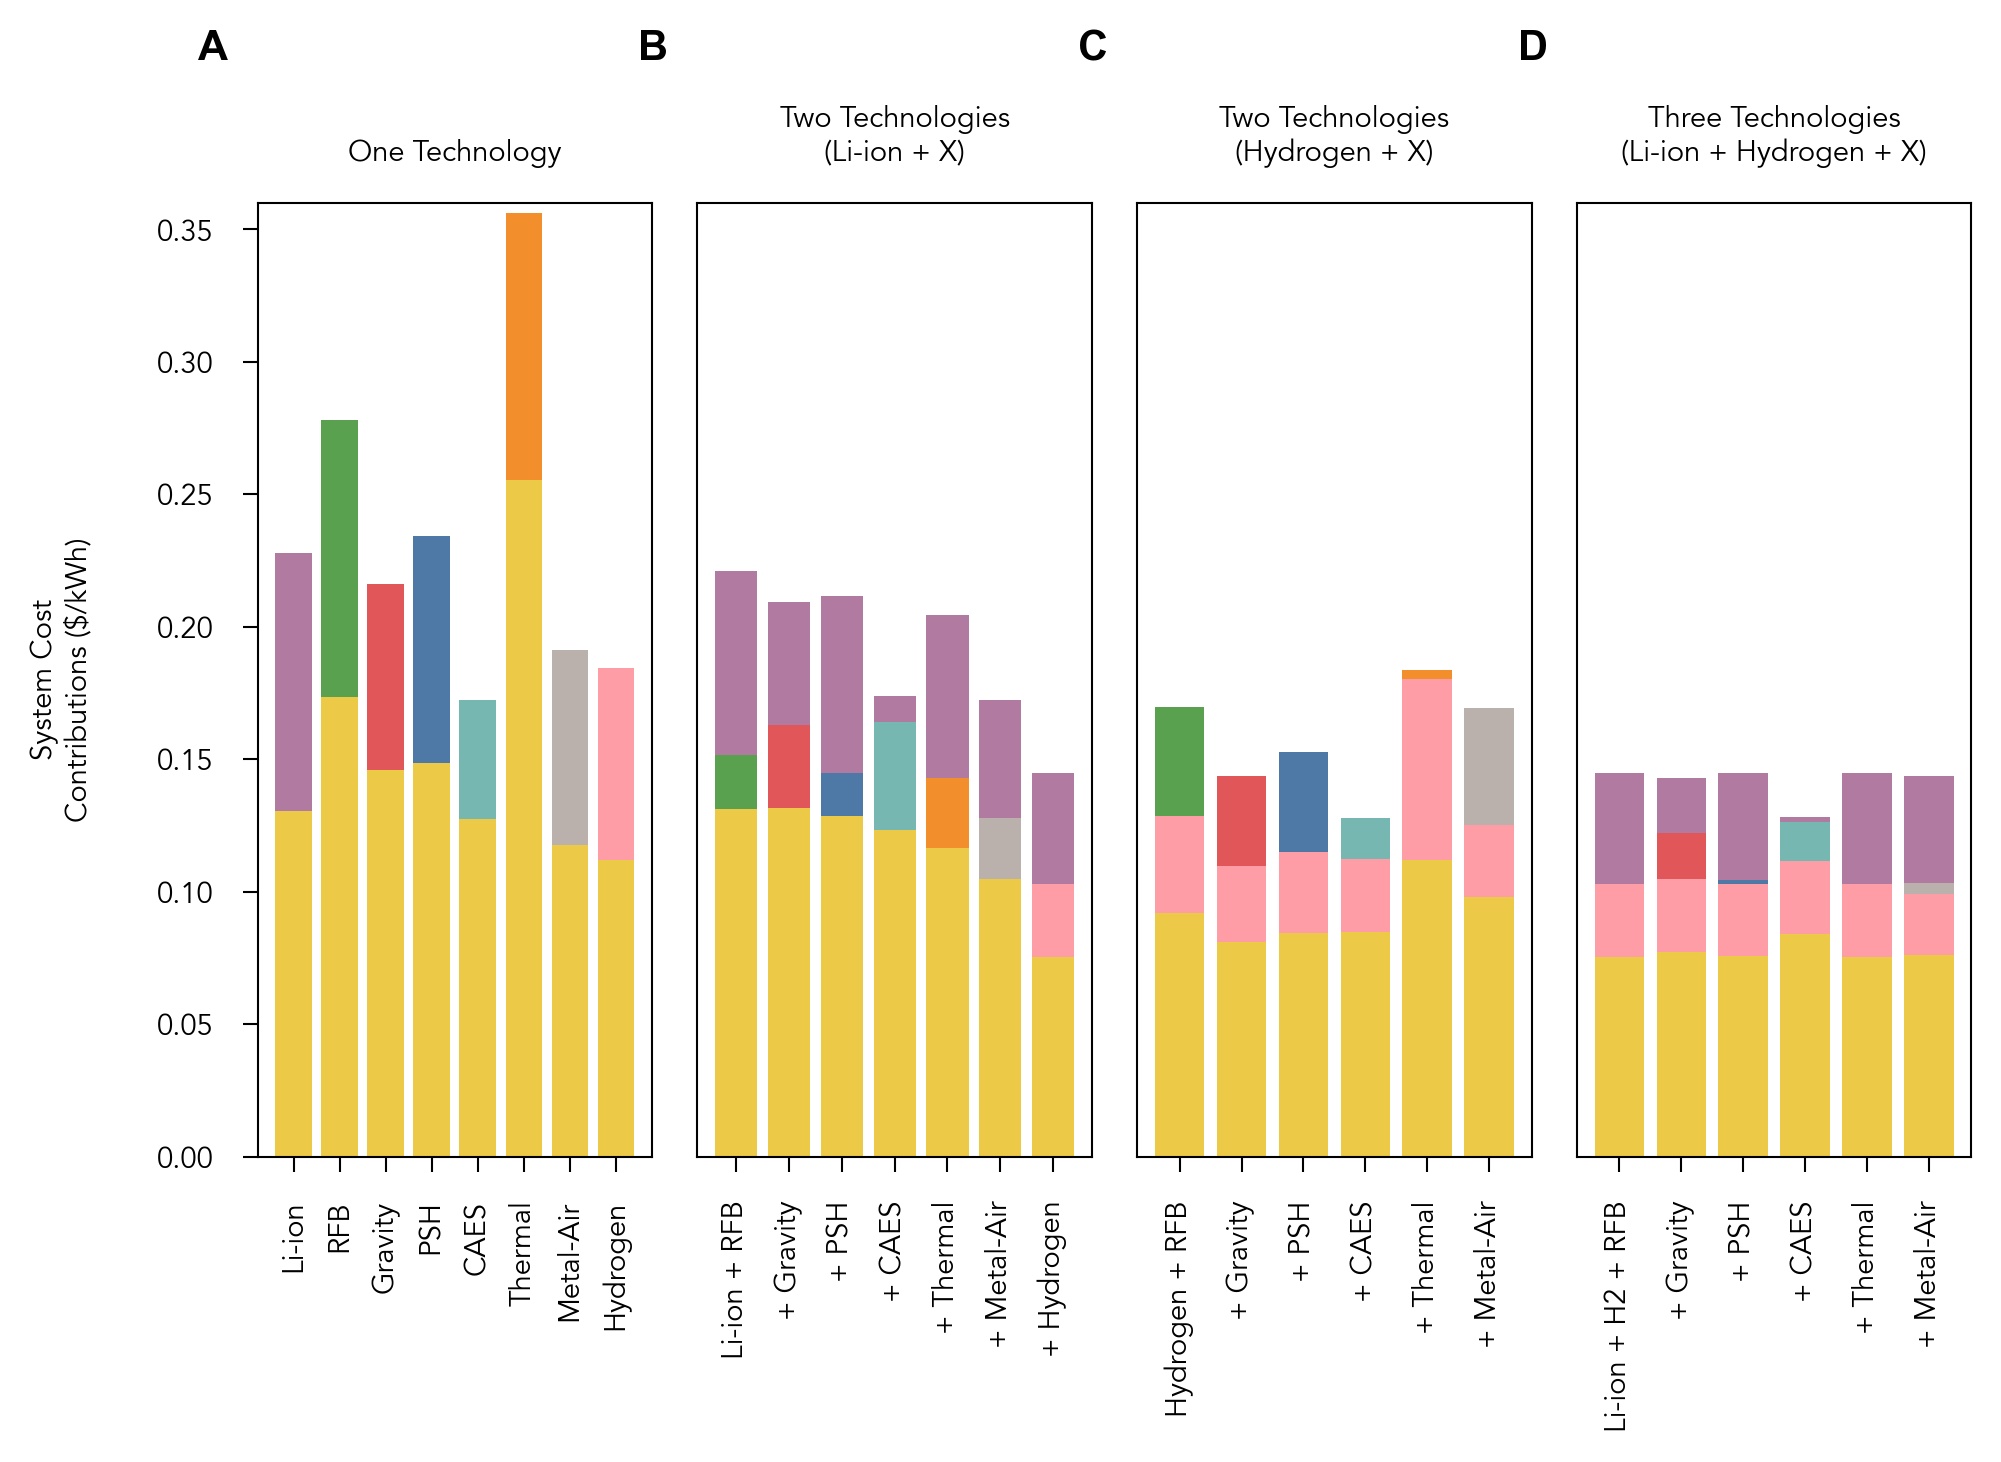 A
B
C
D
One Technology
Two Technologies
(Li-ion + X)
Two Technologies
(Hydrogen + X)
Three Technologies
(Li-ion + Hydrogen + X)
System Cost
Contributions ($/kWh)
0.35
0.30
0.25
0.20
0.15
0.10
0.05
0.00
Li-ion
RFB
Gravity
PSH
CAES
Thermal
Metal-Air
Hydrogen
Li-ion + RFB
+ Gravity
+ PSH
+ CAES
+ Thermal
+ Metal-Air
+ Hydrogen
Hydrogen + RFB
+ Gravity
+ PSH
+ CAES
+ Thermal
+ Metal-Air
Li-ion + H2 + RFB
+ Gravity
+ PSH
+ CAES
+ Thermal
+ Metal-Air